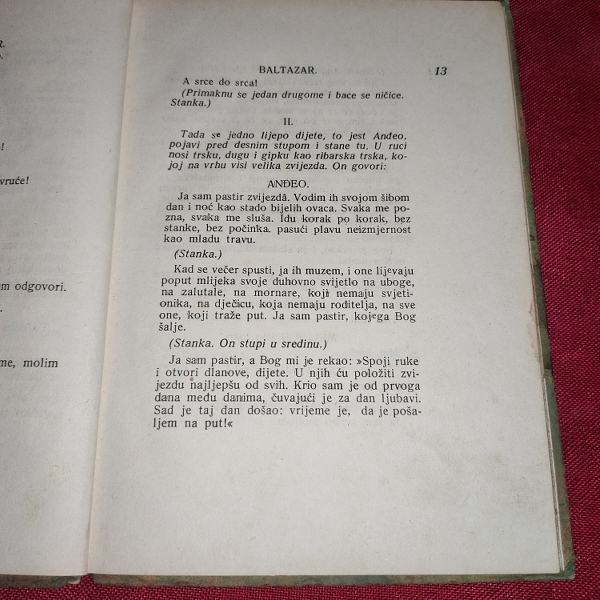 R.
o.
!
vruće!
m odgovori.
.
me, molim
BALTAZAR. 13
A srce do srca!
(Primaknu se jedan drugome i bace se ničice.
Stanka.)
II.
Tada se jedno lijepo dijete, to jest Anđeo,
pojavi pred desnim stupom i stane tu. U ruci
nosi trsku, dugu i gipku kao ribarska trska, ko-
joj na vrhu visi velika zvijezda. On govori:
ANĐEO.
Ja sam pastir zvijezdâ. Vodim ih svojom šibom
dan i noć kao stado bijelih ovaca. Svaka me po-
zna, svaka me sluša. Idu korak po korak, bez
stanke, bez počinka, pasući plavu neizmjernost
kao mladu travu.
(Stanka.)
Kad se večer spusti, ja ih muzem, i one lijevaju
poput mlijeka svoje duhovno svijetlo na uboge,
na zalutale, na mornare, koji nemaju svjeti-
onika, na dječicu, koja nemaju roditelja, na sve
one, koji traže put. Ja sam pastir, kojega Bog
šalje.
(Stanka. On stupi u sredinu.)
Ja sam pastir, a Bog mi je rekao: »Spoji ruke
i otvori dlanove, dijete. U njih ću položiti zvi-
jezdu najljepšu od svih. Krio sam je od prvoga
dana među danima, čuvajući je za dan ljubavi.
Sad je taj dan došao: vrijeme je, da je poša-
ljem na put!«